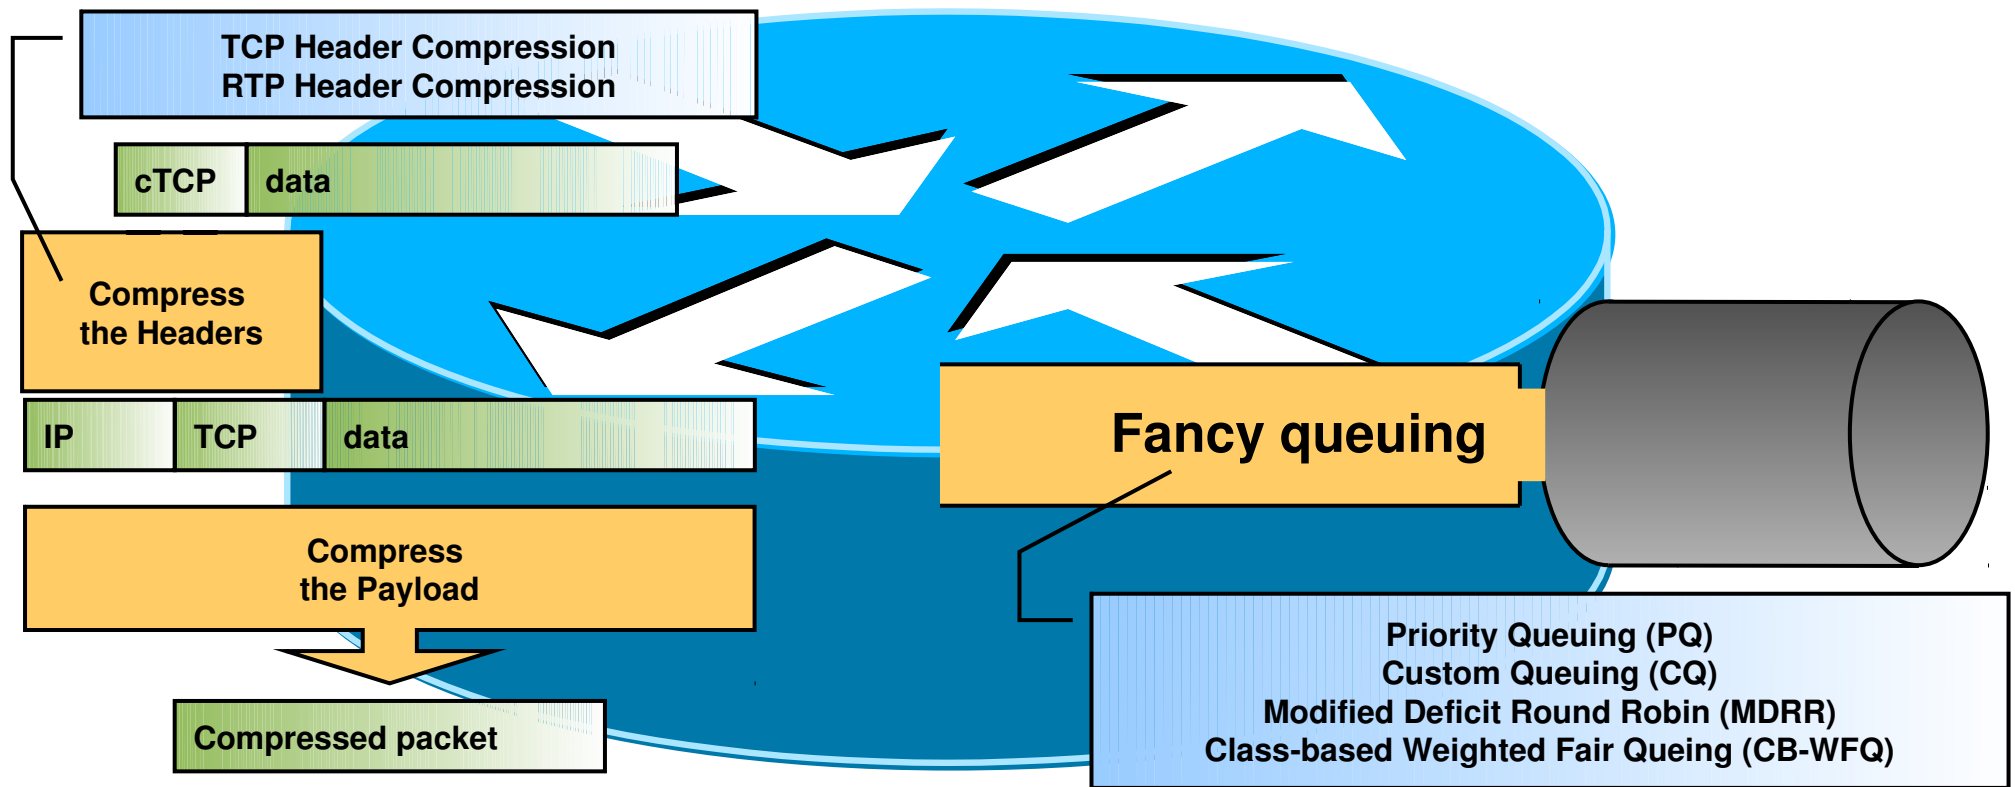 TCP Header Compression
RTP Header Compression
cTCP data
Compress
the Headers
IP TCP data
Compress
the Payload
Compressed packet
Fancy queuing
Priority Queuing (PQ)
Custom Queuing (CQ)
Modified Deficit Round Robin (MDRR)
Class-based Weighted Fair Queing (CB-WFQ)